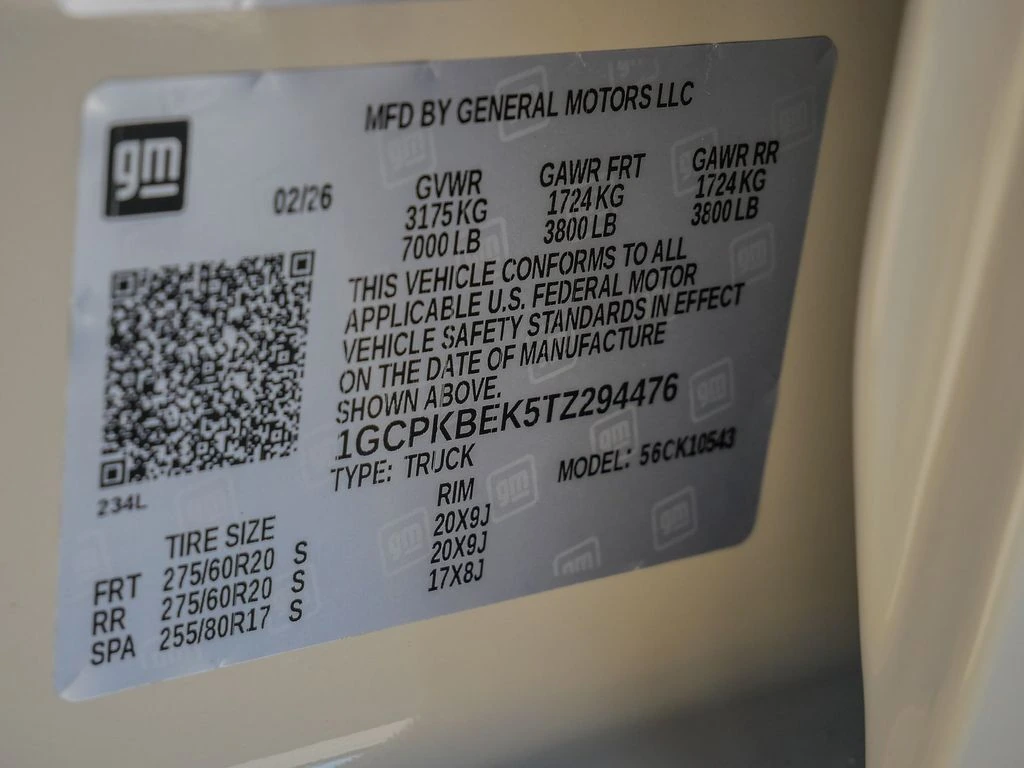 gm
MFD BY GENERAL MOTORS LLC
02/26
GVWR GAWR FRT GAWR RR
3175 KG 1724 KG 1724 KG
7000 LB 3800 LB 3800 LB
THIS VEHICLE CONFORMS TO ALL
APPLICABLE U.S. FEDERAL MOTOR
VEHICLE SAFETY STANDARDS IN EFFECT
ON THE DATE OF MANUFACTURE
SHOWN ABOVE.
1GCPKBEK5TZ294476
TYPE: TRUCK MODEL: 56CK10543
234L
TIRE SIZE RIM
FRT 275/60R20 S 20X9J
RR 275/60R20 S 20X9J
SPA 255/80R17 S 17X8J